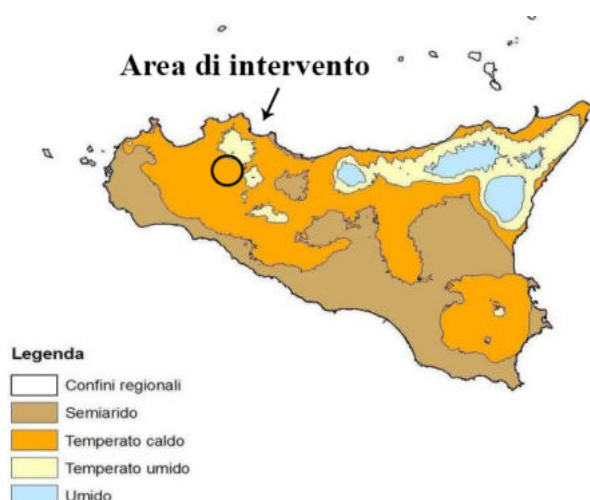 Area di intervento
Legenda
Confini regionali
Semiarido
Temperato caldo
Temperato umido
Umido